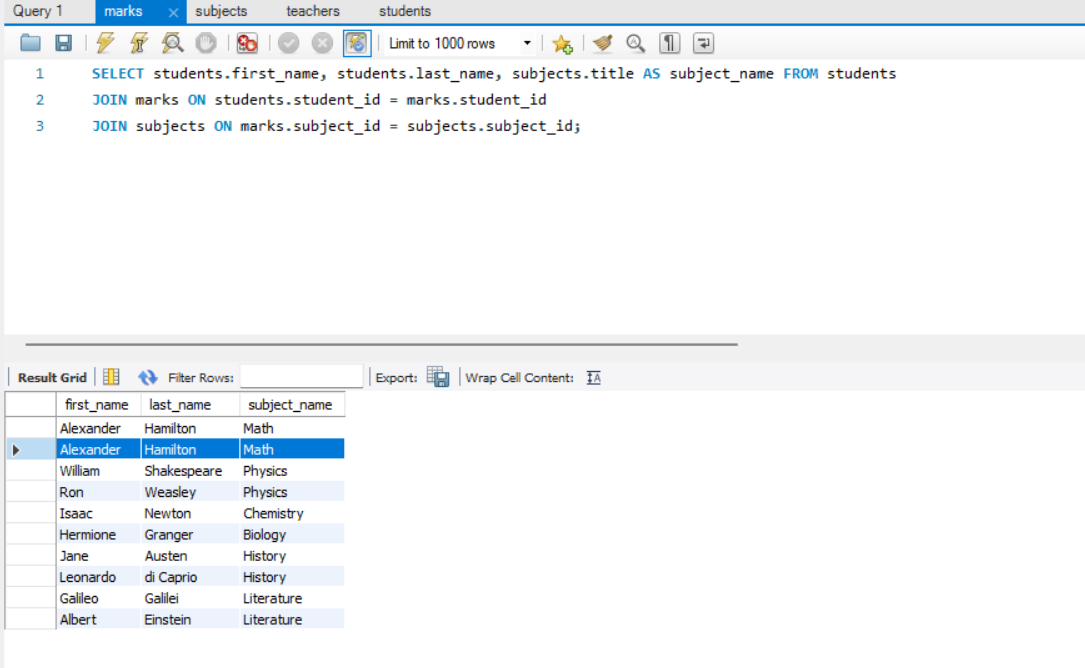 Query 1 marks × subjects teachers students
Limit to 1000 rows
1 SELECT students.first_name, students.last_name, subjects.title AS subject_name FROM students
2 JOIN marks ON students.student_id = marks.student_id
3 JOIN subjects ON marks.subject_id = subjects.subject_id;
Result Grid Filter Rows: Export: Wrap Cell Content: IA
first_name last_name subject_name
Alexander Hamilton Math
Alexander Hamilton Math
William Shakespeare Physics
Ron Weasley Physics
Isaac Newton Chemistry
Hermione Granger Biology
Jane Austen History
Leonardo di Caprio History
Galileo Galilei Literature
Albert Einstein Literature